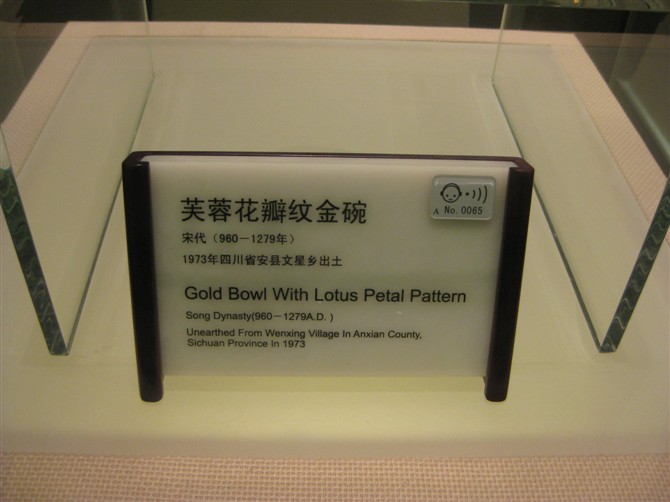 芙蓉花瓣纹金碗
A No.0065
宋代（960－1279年）
1973年四川省安县文星乡出土
Gold Bowl With Lotus Petal Pattern
Song Dynasty(960－1279A.D. )
Unearthed From Wenxing Village In Anxian County,
Sichuan Province In 1973